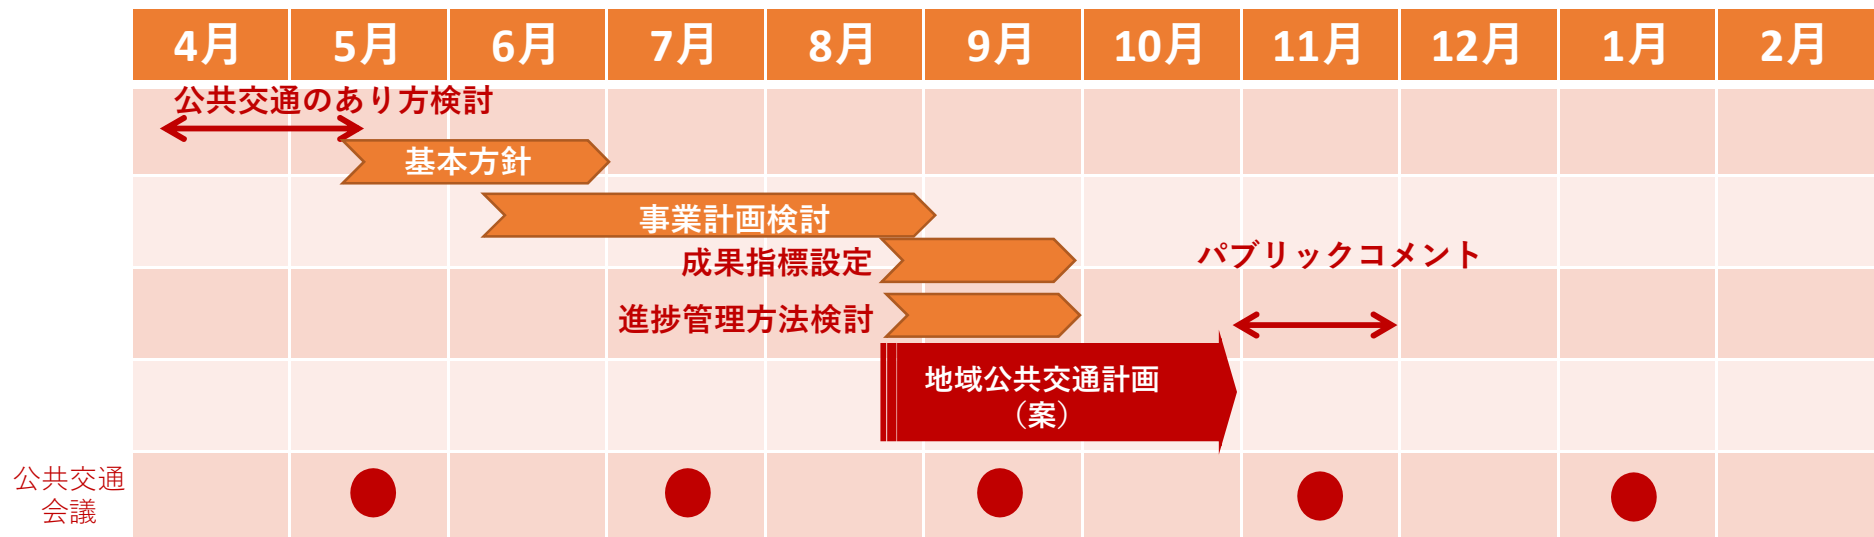 4月 5月 6月 7月 8月 9月 10月 11月 12月 1月 2月
公共交通のあり方検討
基本方針
事業計画検討
成果指標設定
パブリックコメント
進捗管理方法検討
地域公共交通計画
（案）
公共交通
会議